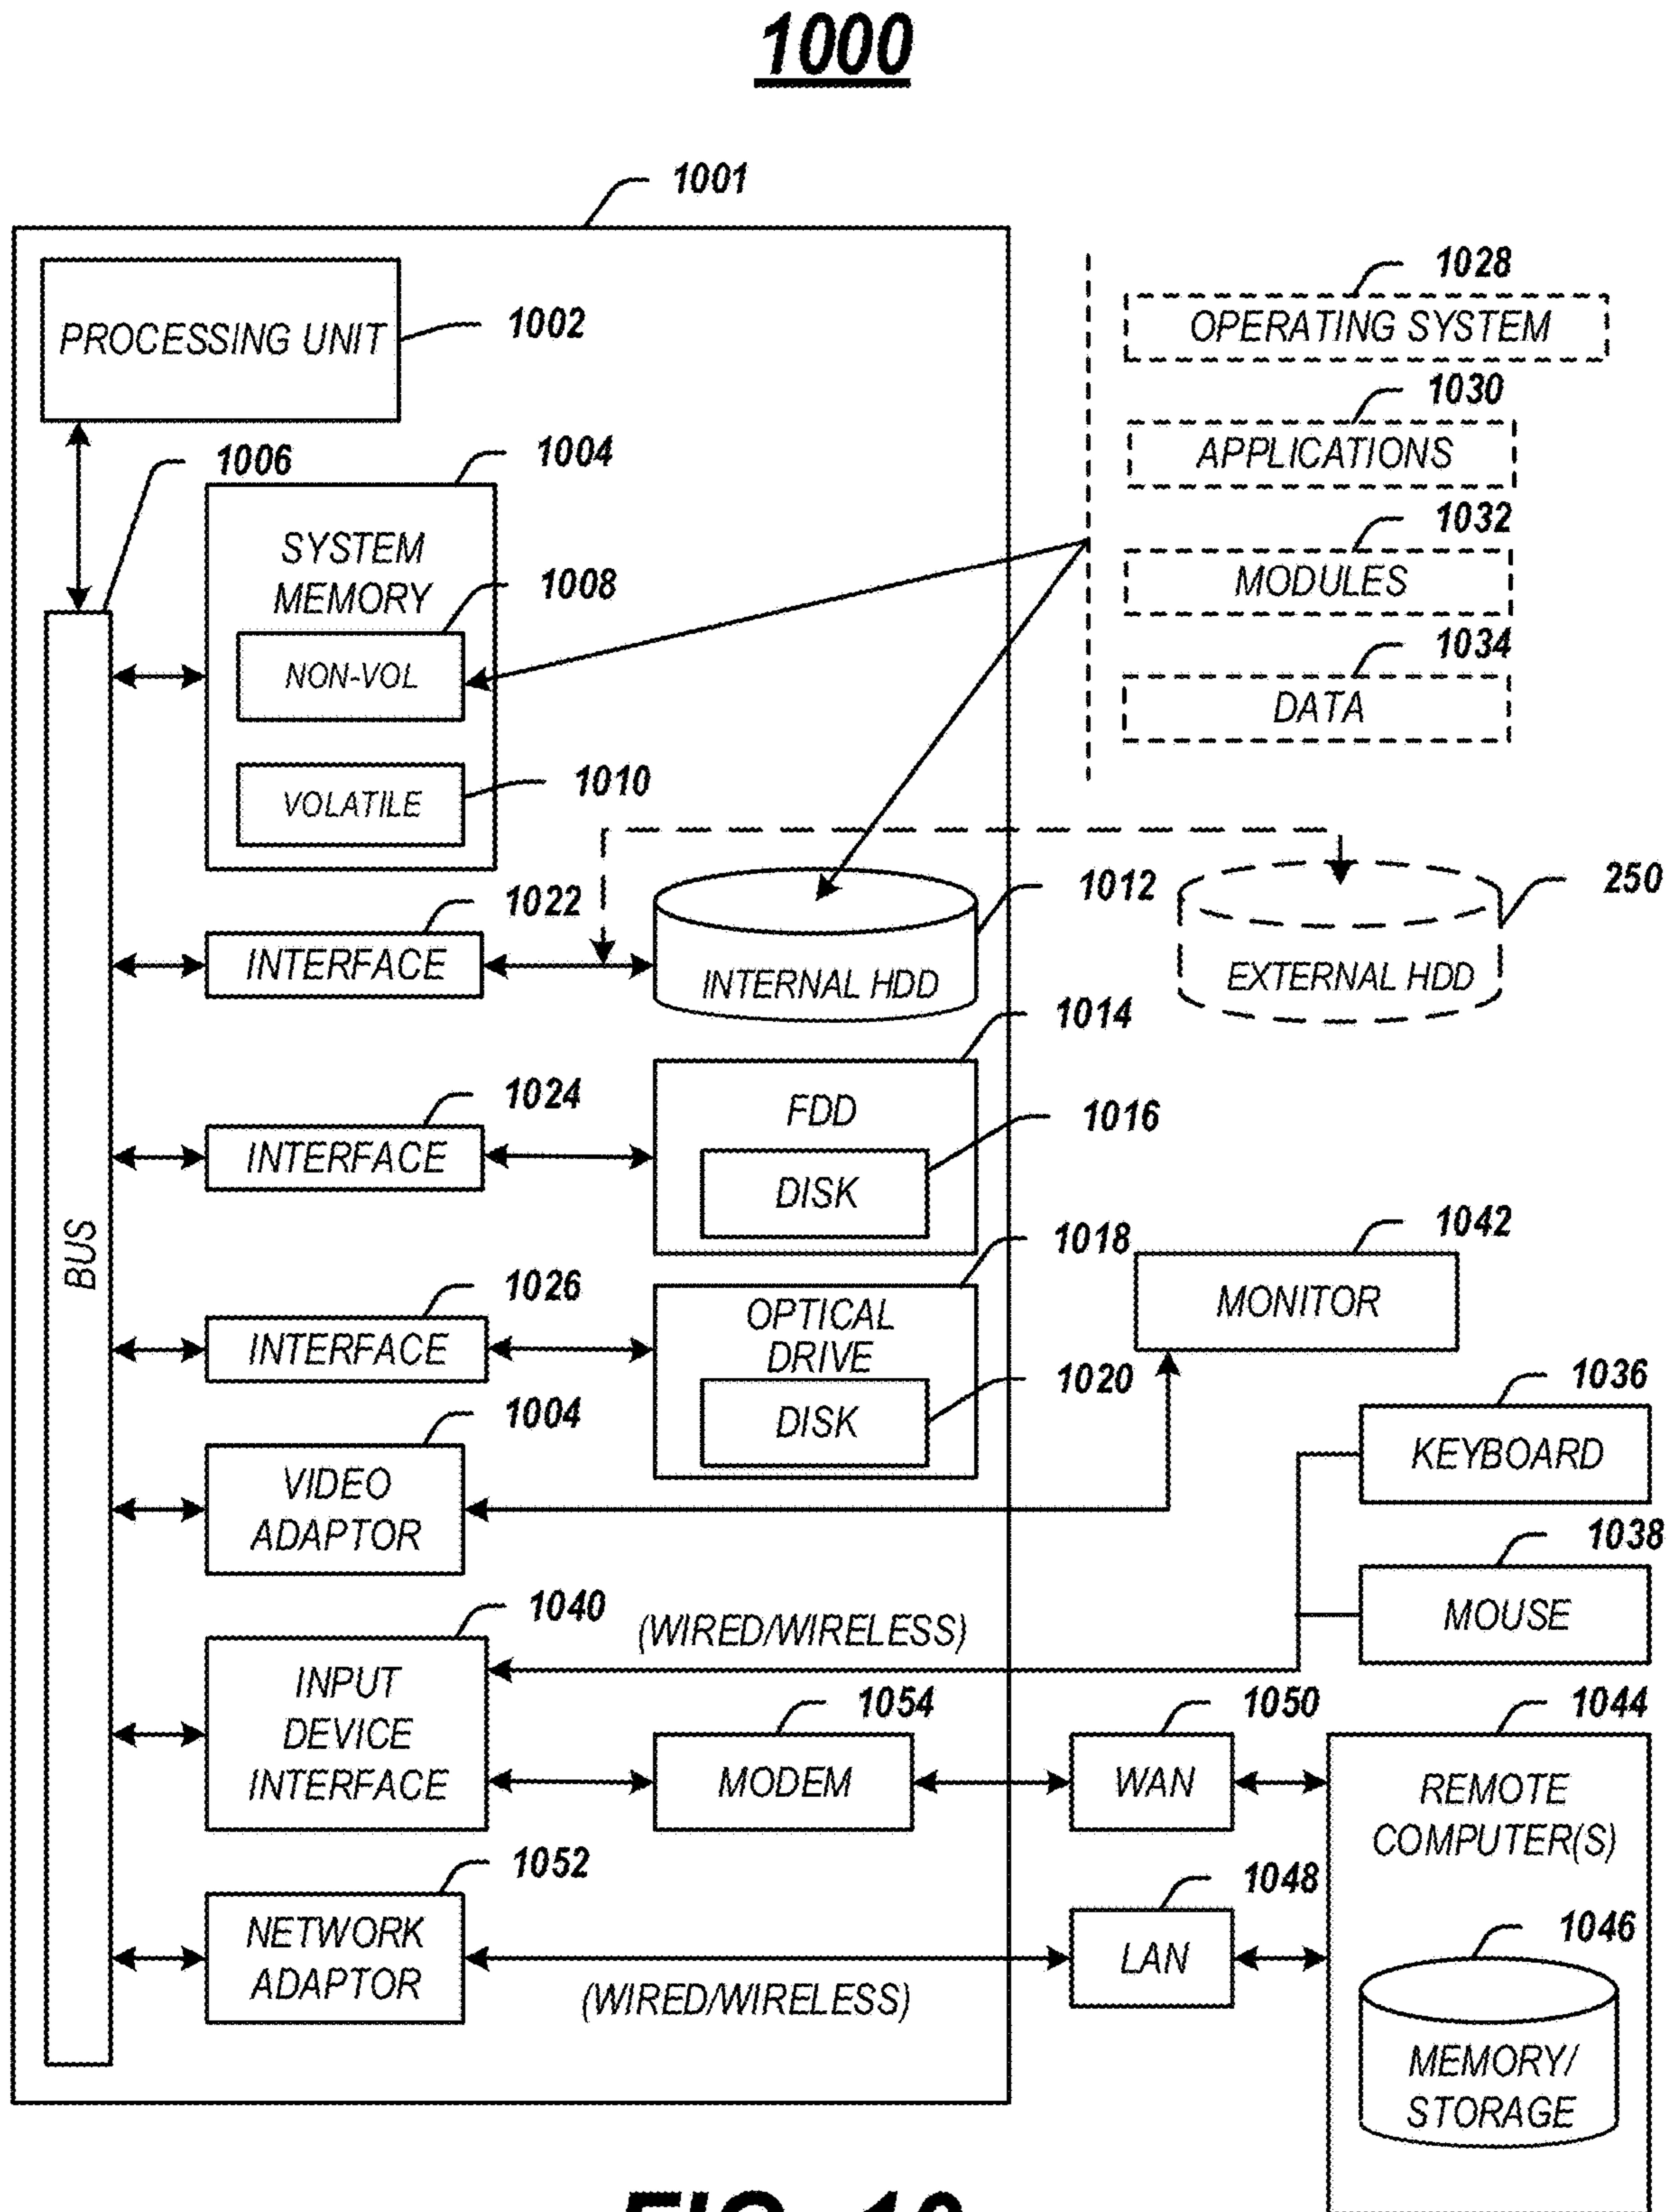 1000
1001
PROCESSING UNIT
1002
1028
OPERATING SYSTEM
1030
APPLICATIONS
1032
MODULES
1034
DATA
1006
1004
SYSTEM
MEMORY
1008
NON-VOL
1010
VOLATILE
BUS
1022
INTERFACE
1012
INTERNAL HDD
250
EXTERNAL HDD
1024
INTERFACE
1014
FDD
1016
DISK
1026
INTERFACE
1018
OPTICAL
DRIVE
1020
DISK
1042
MONITOR
1004
VIDEO
ADAPTOR
1036
KEYBOARD
1038
MOUSE
1040
INPUT
DEVICE
INTERFACE
(WIRED/WIRELESS)
1054
MODEM
1050
WAN
1044
REMOTE
COMPUTER(S)
1052
NETWORK
ADAPTOR
(WIRED/WIRELESS)
1048
LAN
1046
MEMORY/
STORAGE
FIG. 10